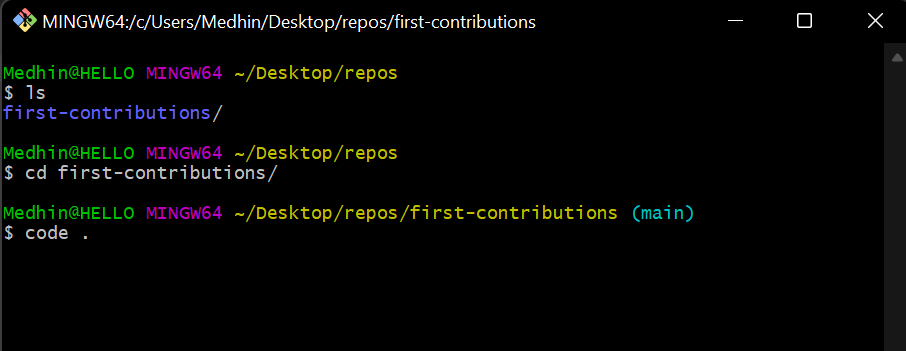 MINGW64:/c/Users/Medhin/Desktop/repos/first-contributions
Medhin@HELLO MINGW64 ~/Desktop/repos
$ ls
first-contributions/
Medhin@HELLO MINGW64 ~/Desktop/repos
$ cd first-contributions/
Medhin@HELLO MINGW64 ~/Desktop/repos/first-contributions (main)
$ code .